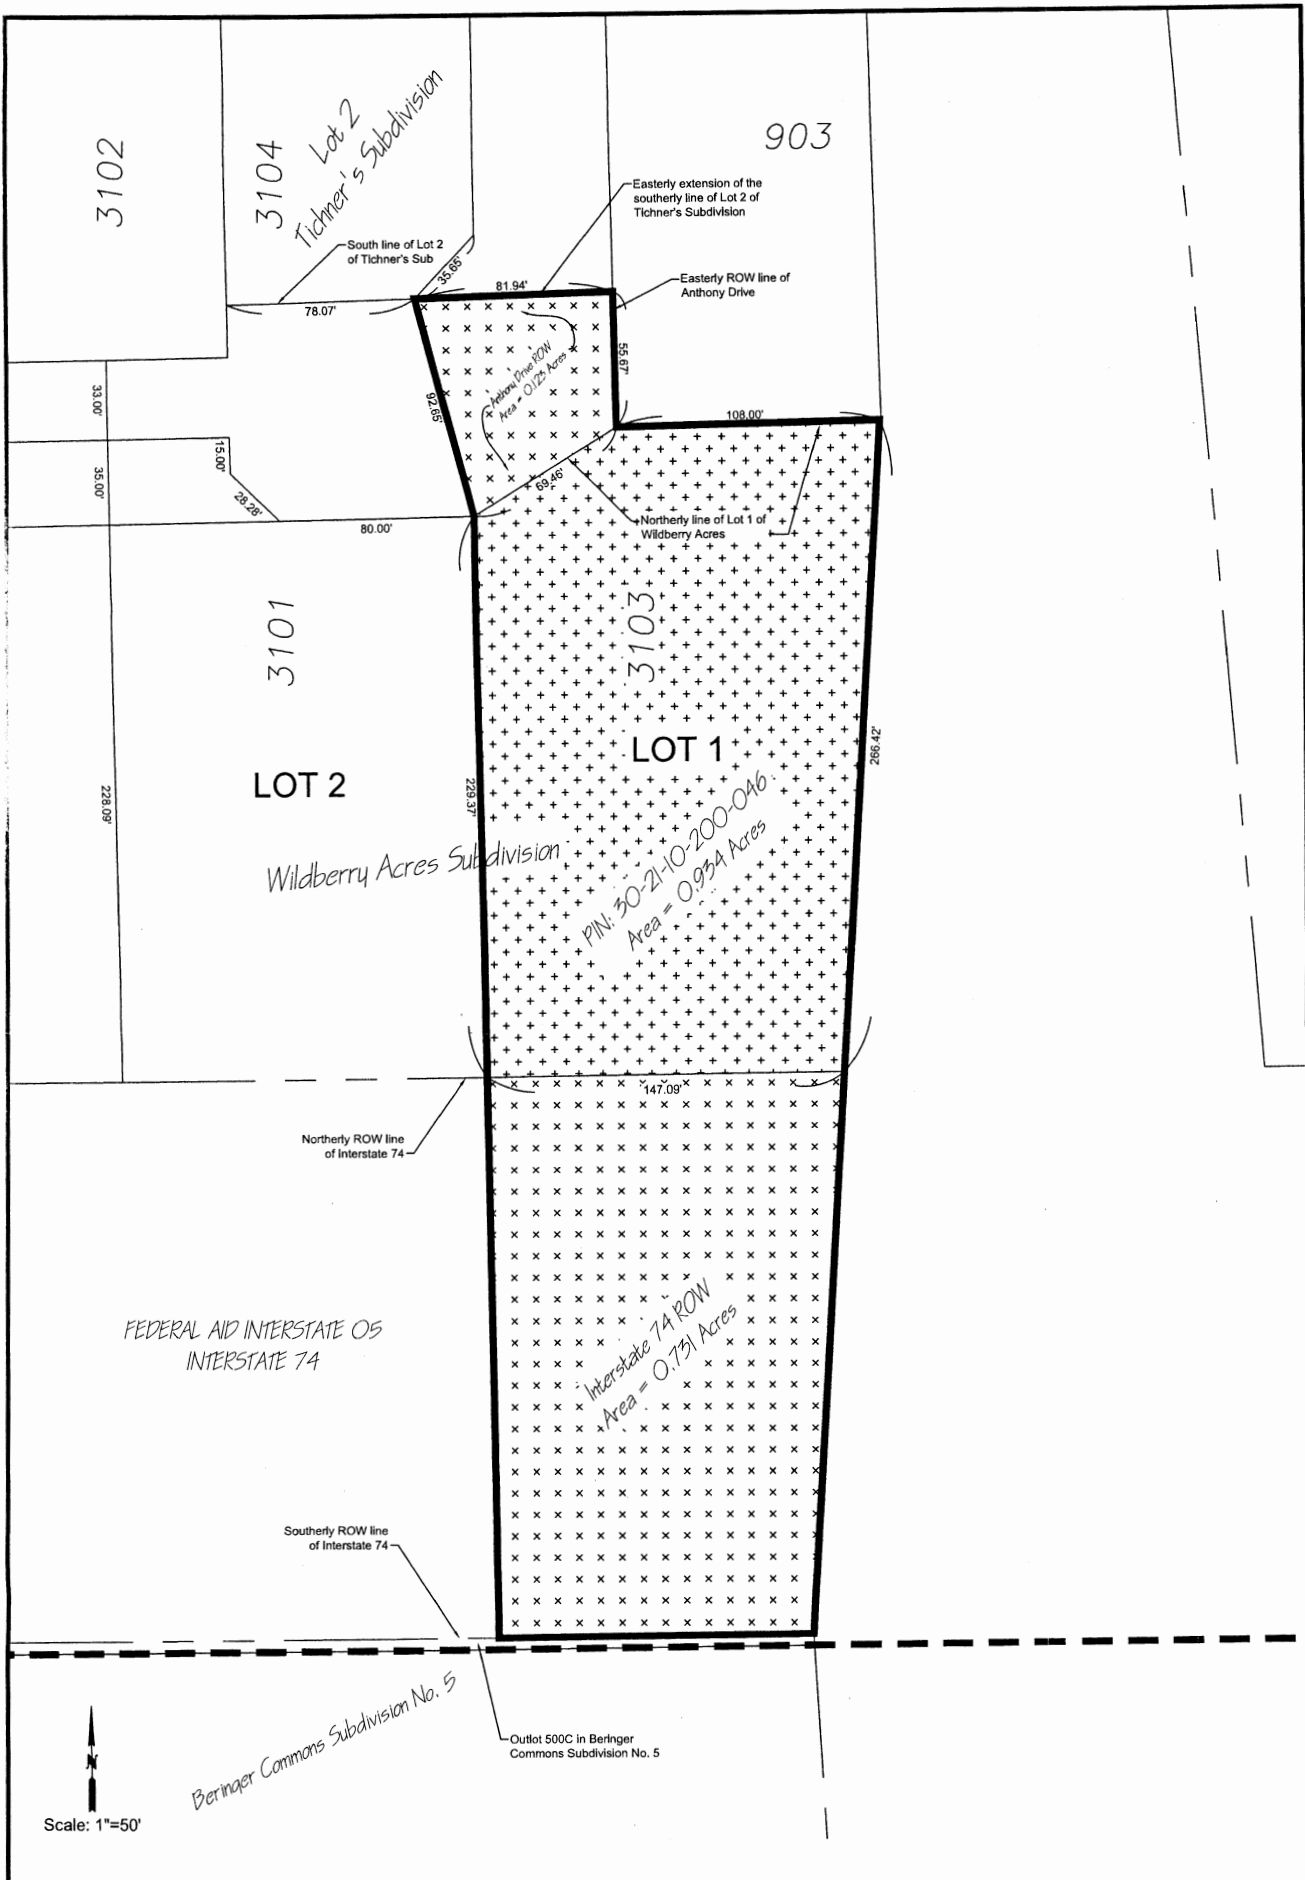 903
3102
3104
Lot 2
Tichner's Subdivision
Easterly extension of the
southerly line of Lot 2 of
Tichner's Subdivision
South line of Lot 2
of Tichner's Sub
35.65'
81.94'
Easterly ROW line of
Anthony Drive
78.07'
55.67'
Anthony Drive ROW
Area = 0.123 Acres
92.65'
33.00'
108.00'
15.00'
35.00'
69.46'
28.28'
80.00'
Northerly line of Lot 1 of
Wildberry Acres
3101
3103
LOT 1
266.42'
LOT 2
229.37'
228.09'
PIN: 30-21-10-200-046
Area = 0.934 Acres
Wildberry Acres Subdivision
147.09'
Northerly ROW line
of Interstate 74
Interstate 74 ROW
Area = 0.731 Acres
FEDERAL AID INTERSTATE 05
INTERSTATE 74
Southerly ROW line
of Interstate 74
Beringer Commons Subdivision No. 5
Outlot 500C in Beringer
Commons Subdivision No. 5
N
Scale: 1"=50'